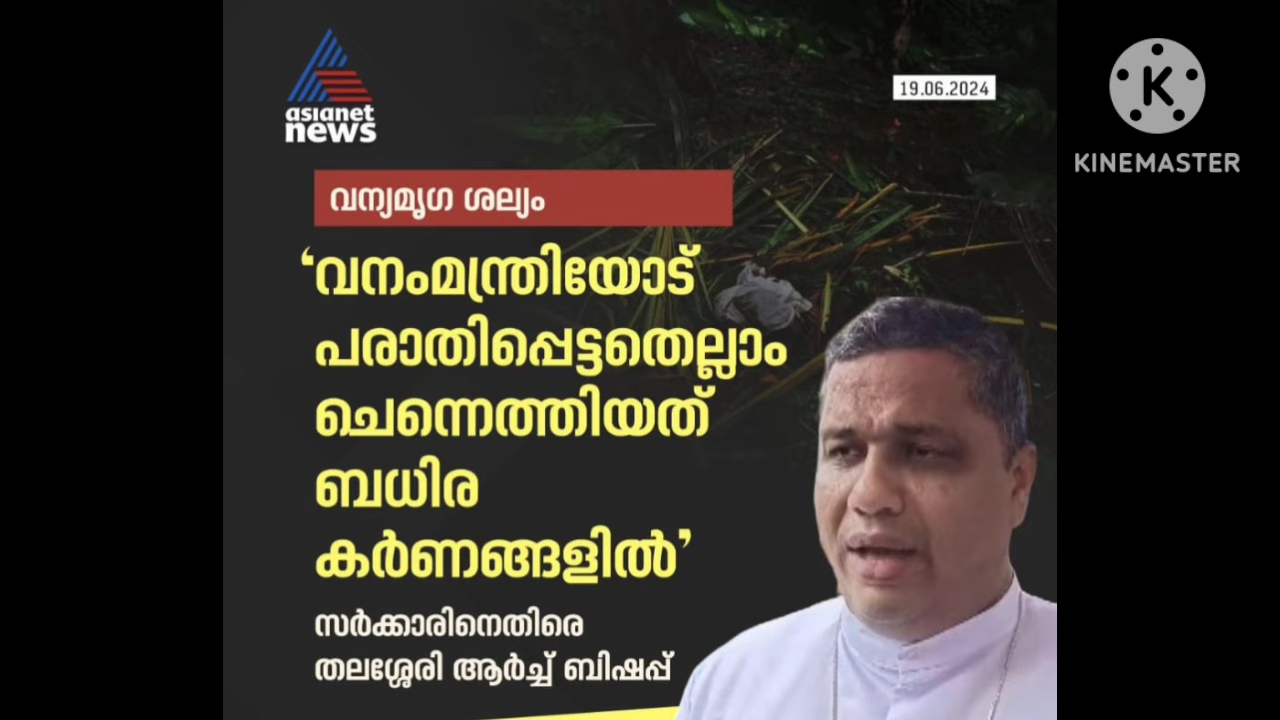 asianet
news
19.06.2024
KINEMASTER
വന്യമൃഗ ശല്യം
‘വനംമന്ത്രിയോട്
പരാതിപ്പെട്ടതെല്ലാം
ചെന്നെത്തിയത്
ബധിര
കർണങ്ങളിൽ’
സർക്കാരിനെതിരെ
തലശ്ശേരി ആർച്ച് ബിഷപ്പ്